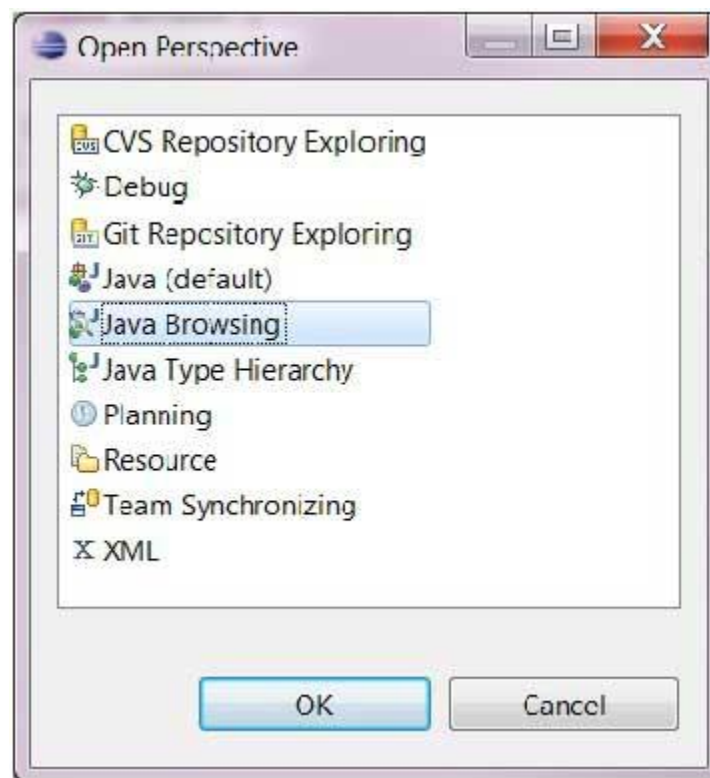 Open Perspective
CVS Repository Exploring
Debug
Git Repository Exploring
Java (default)
Java Browsing
Java Type Hierarchy
Planning
Resource
Team Synchronizing
XML
OK
Cancel